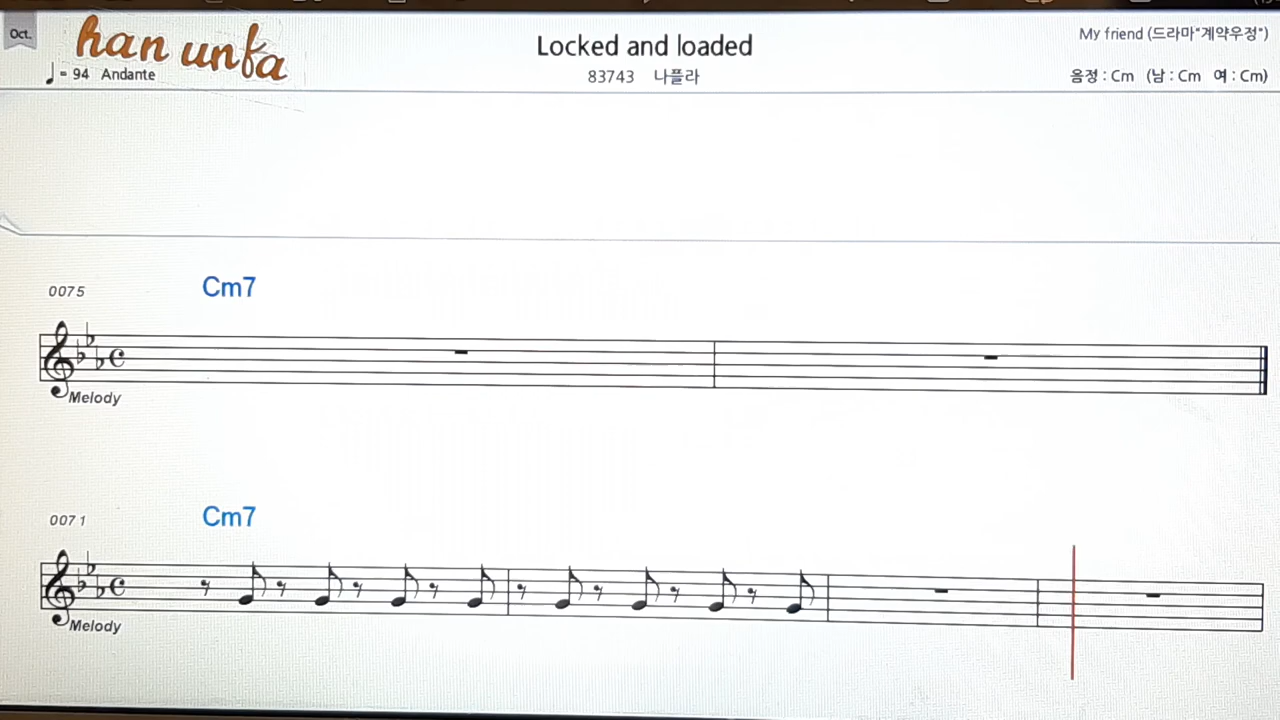 Oct.
han unfa
Locked and loaded
My friend (드라마"계약우정")
♩ = 94 Andante
83743 나플라
음정 : Cm (남 : Cm 여 : Cm)
0075
Cm7
Melody
0071
Cm7
Melody